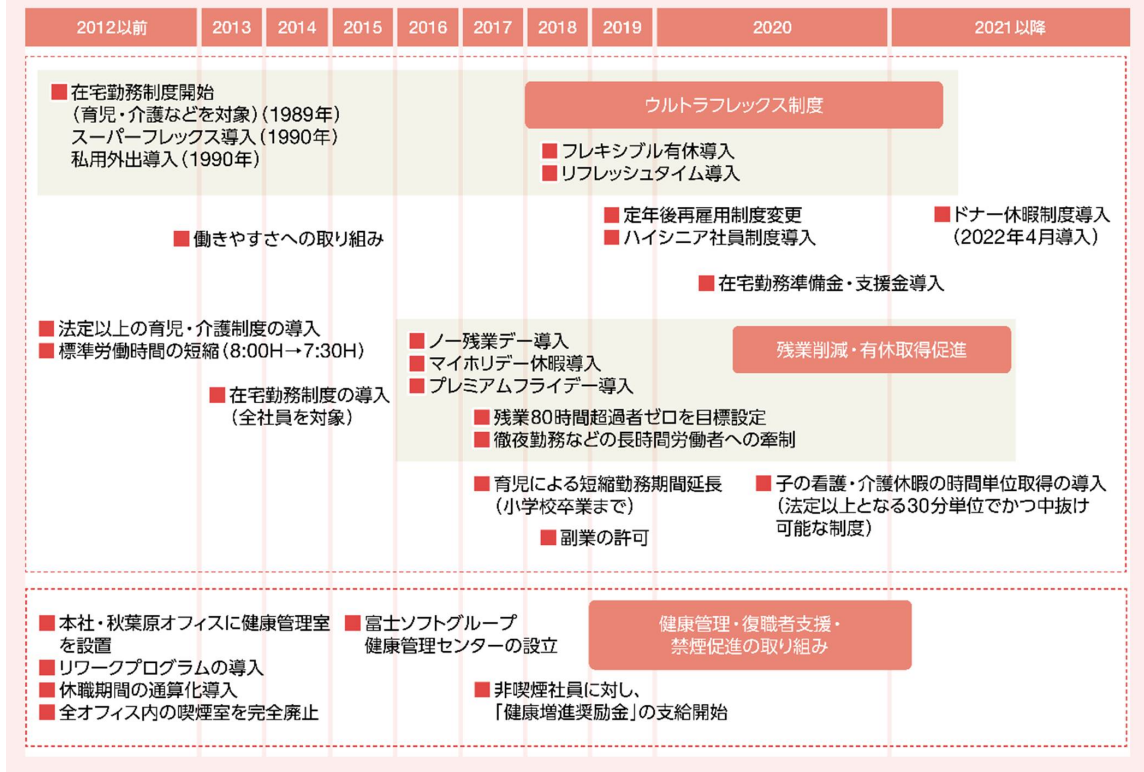 2012以前 2013 2014 2015 2016 2017 2018 2019 2020 2021以降
在宅勤務制度開始
(育児・介護などを対象)(1989年)
スーパーフレックス導入(1990年)
私用外出導入(1990年)
ウルトラフレックス制度
フレキシブル有休導入
リフレッシュタイム導入
定年後再雇用制度変更
ハイシニア社員制度導入
ドナー休暇制度導入
(2022年4月導入)
働きやすさへの取り組み
在宅勤務準備金・支援金導入
法定以上の育児・介護制度の導入
標準労働時間の短縮(8:00H→7:30H)
在宅勤務制度の導入
(全社員を対象)
ノー残業デー導入
マイホリデー休暇導入
プレミアムフライデー導入
残業削減・有休取得促進
残業80時間超過者ゼロを目標設定
徹夜勤務などの長時間労働者への牽制
育児による短縮勤務期間延長
(小学校卒業まで)
副業の許可
子の看護・介護休暇の時間単位取得の導入
(法定以上となる30分単位でかつ中抜け
可能な制度)
本社・秋葉原オフィスに健康管理室
を設置
リワークプログラムの導入
休職期間の通算化導入
全オフィス内の喫煙室を完全廃止
富士ソフトグループ
健康管理センターの設立
非喫煙社員に対し、
「健康増進奨励金」の支給開始
健康管理・復職者支援・
禁煙促進の取り組み